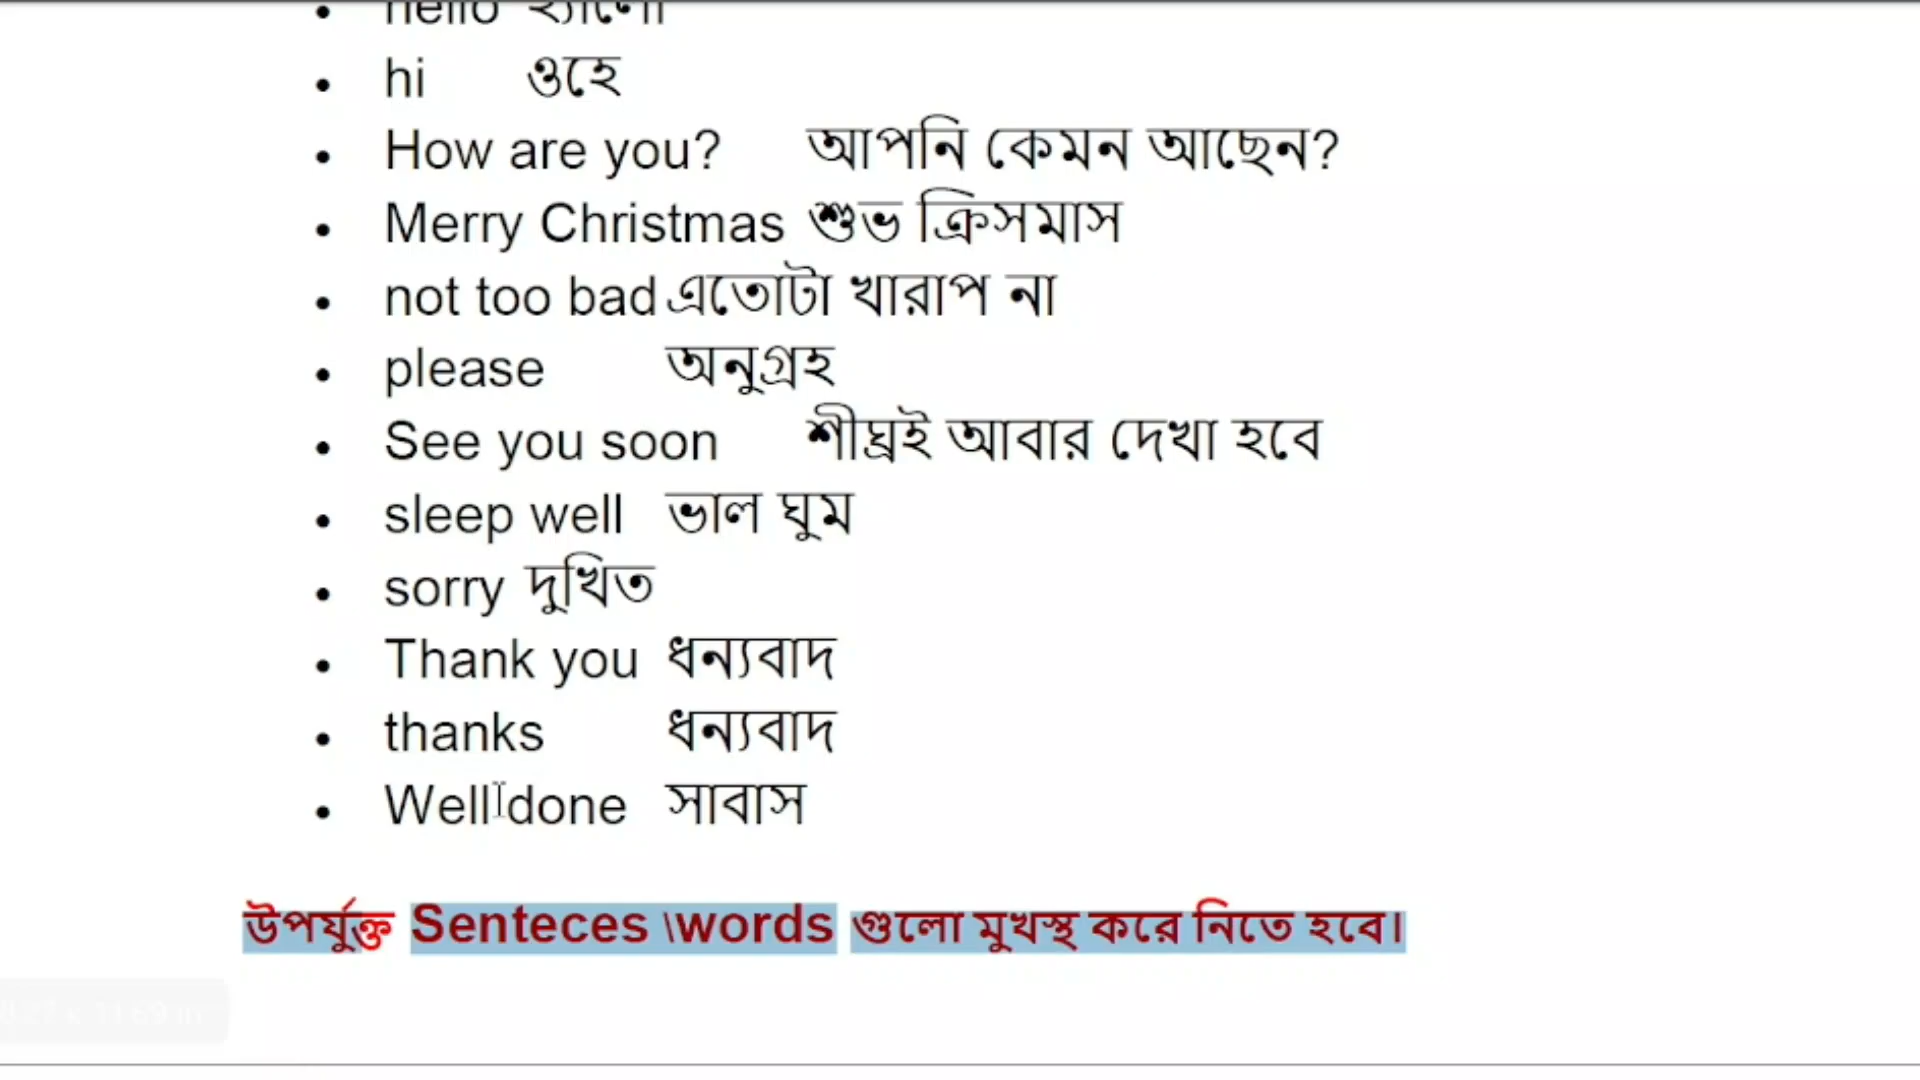 hello হ্যালো
hi ওহে
How are you? আপনি কেমন আছেন?
Merry Christmas শুভ ক্রিসমাস
not too bad এতোটা খারাপ না
please অনুগ্রহ
See you soon শীঘ্রই আবার দেখা হবে
sleep well ভাল ঘুম
sorry দুখিত
Thank you ধন্যবাদ
thanks ধন্যবাদ
Well done সাবাস
উপর্যুক্ত Senteces \words গুলো মুখস্থ করে নিতে হবে।